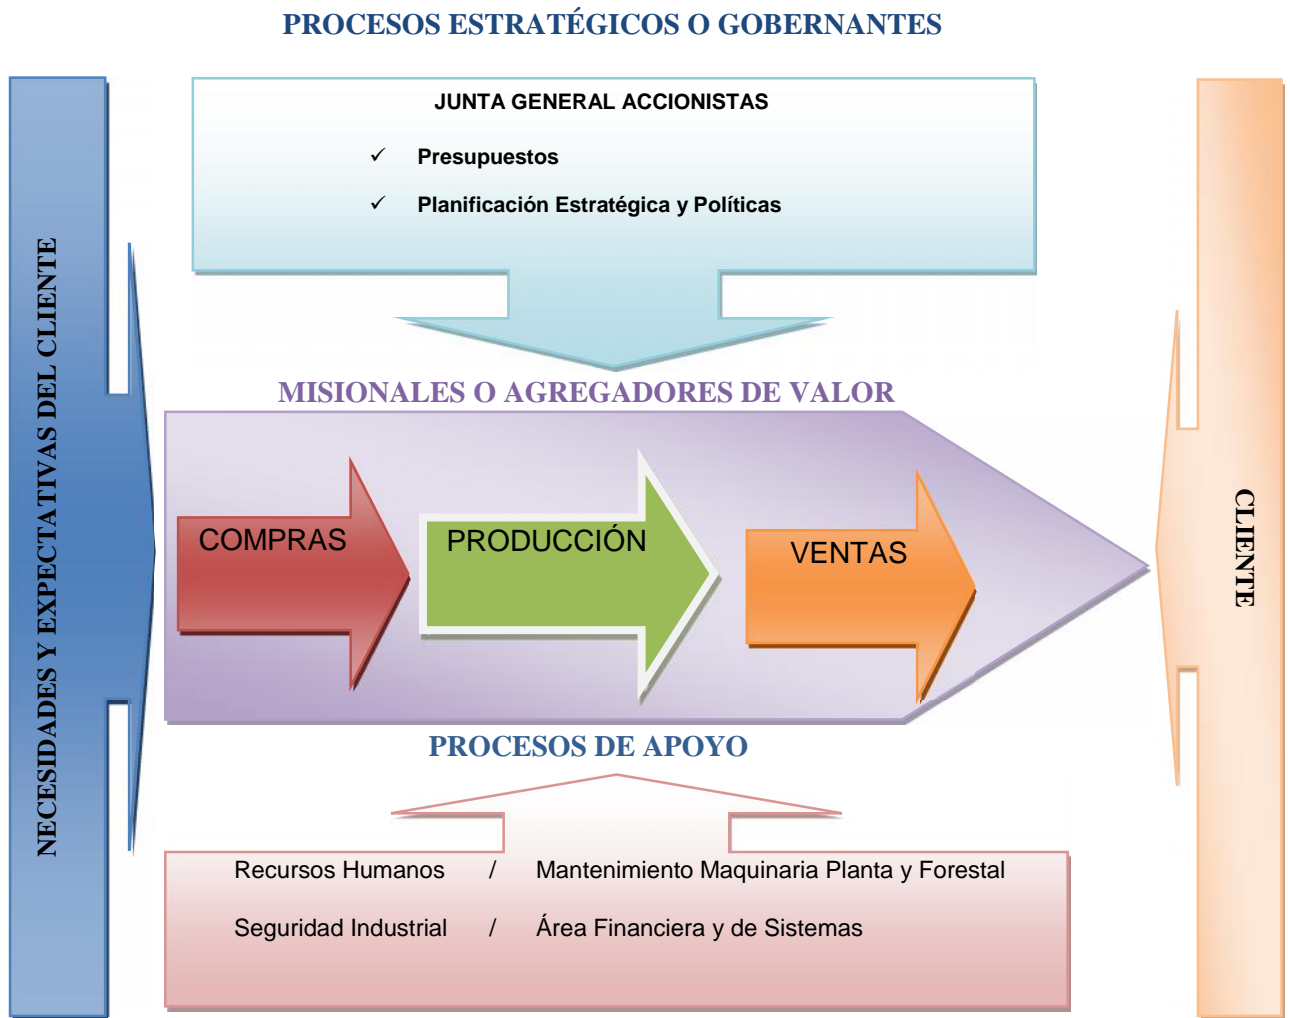 PROCESOS ESTRATÉGICOS O GOBERNANTES
JUNTA GENERAL ACCIONISTAS
✓ Presupuestos
✓ Planificación Estratégica y Políticas
NECESIDADES Y EXPECTATIVAS DEL CLIENTE
MISIONALES O AGREGADORES DE VALOR
COMPRAS
PRODUCCIÓN
VENTAS
CLIENTE
PROCESOS DE APOYO
Recursos Humanos / Mantenimiento Maquinaria Planta y Forestal
Seguridad Industrial / Área Financiera y de Sistemas